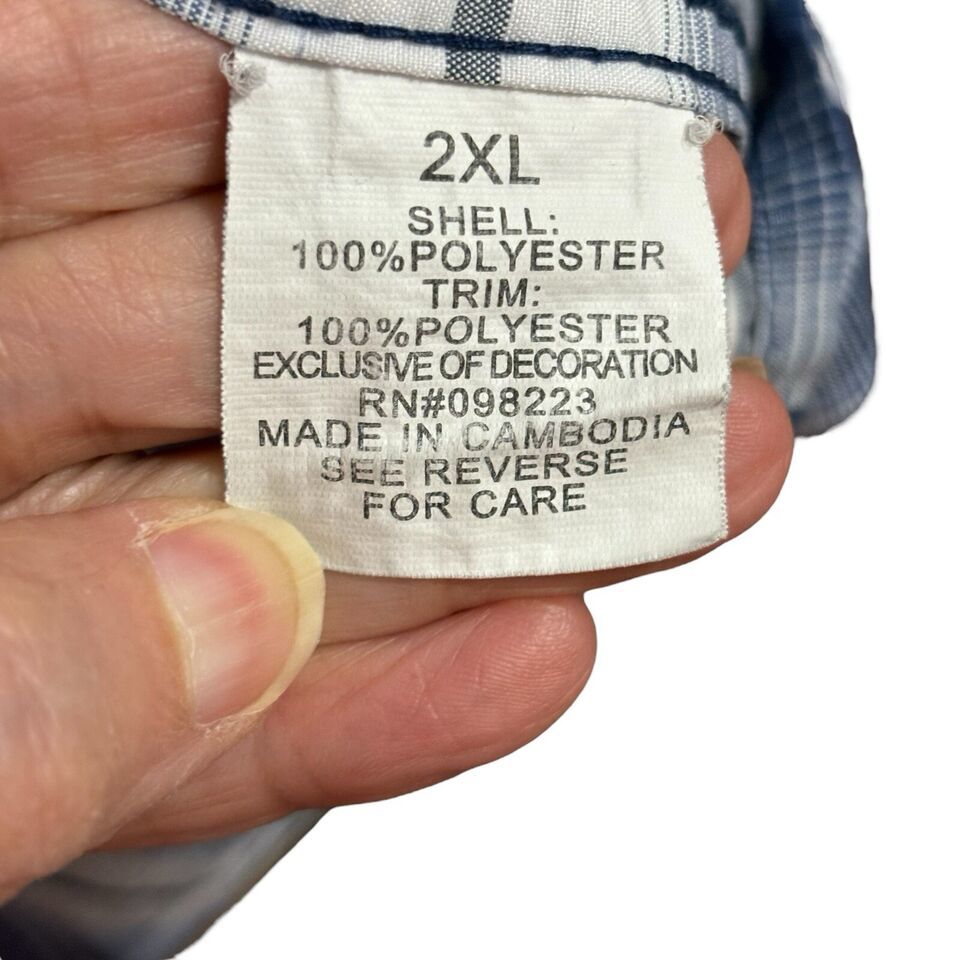 2XL
SHELL:
100%POLYESTER
TRIM:
100%POLYESTER
EXCLUSIVE OF DECORATION
RN#098223
MADE IN CAMBODIA
SEE REVERSE
FOR CARE